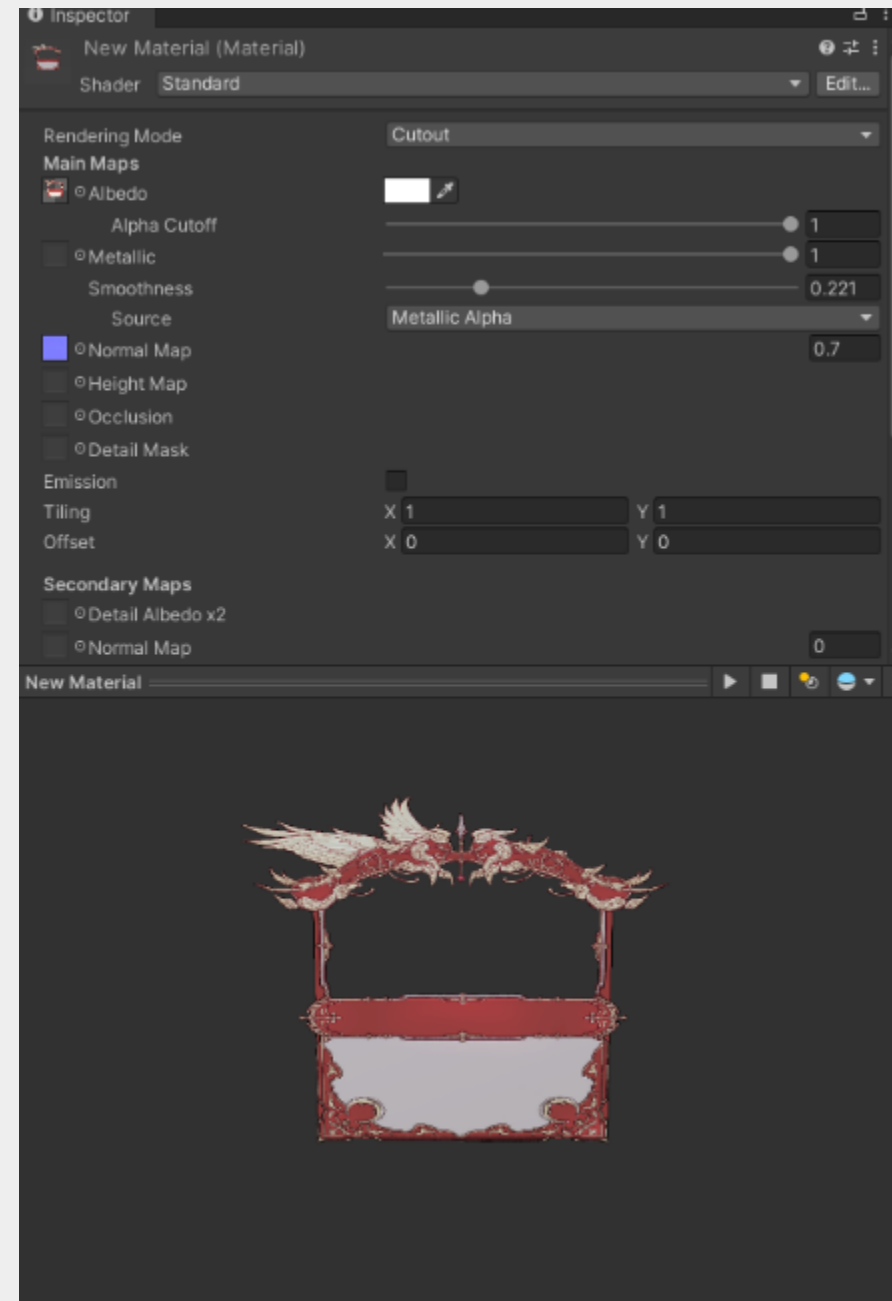 Inspector
New Material (Material)
Shader Standard Edit...
Rendering Mode Cutout
Main Maps
Albedo
Alpha Cutoff 1
Metallic 1
Smoothness 0.221
Source Metallic Alpha
Normal Map 0.7
Height Map
Occlusion
Detail Mask
Emission
Tiling X 1 Y 1
Offset X 0 Y 0
Secondary Maps
Detail Albedo x2
Normal Map 0
New Material